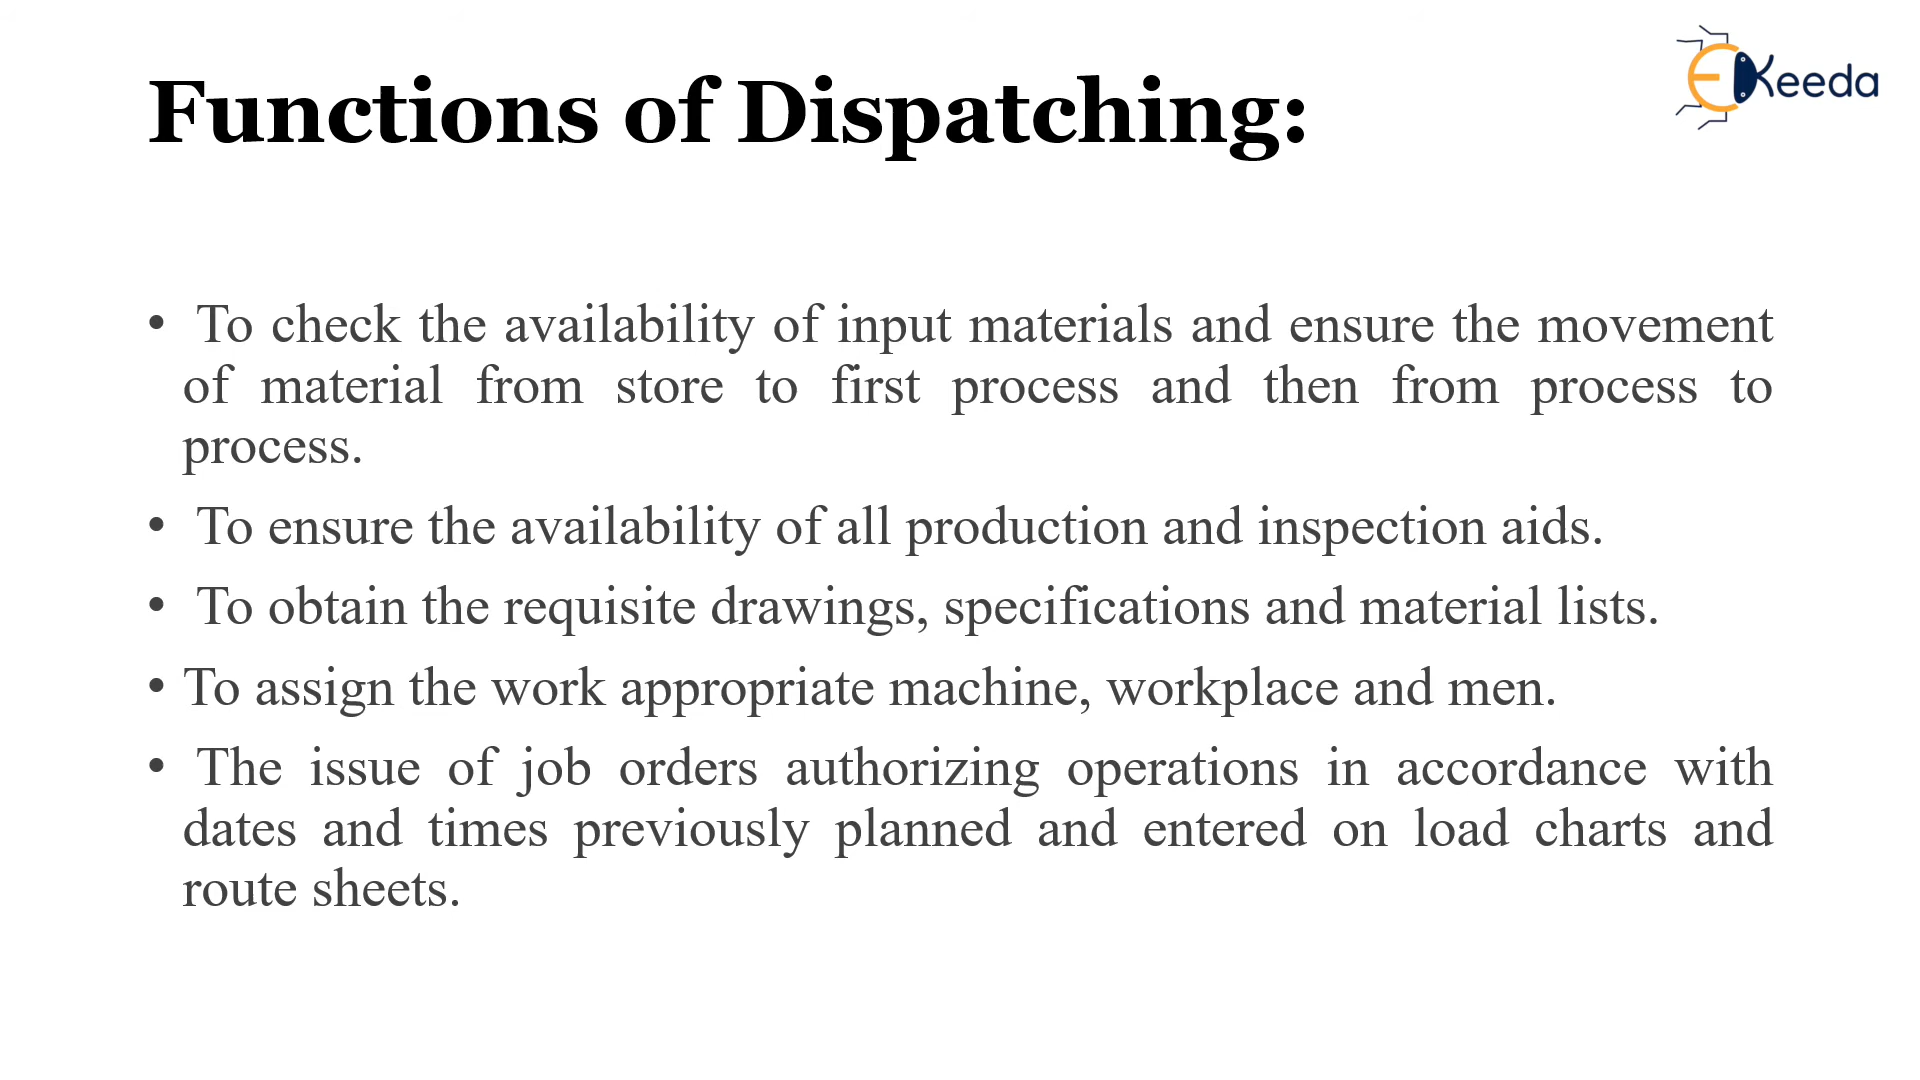 Functions of Dispatching:
EKeeda
• To check the availability of input materials and ensure the movement
of material from store to first process and then from process to
process.
• To ensure the availability of all production and inspection aids.
• To obtain the requisite drawings, specifications and material lists.
• To assign the work appropriate machine, workplace and men.
• The issue of job orders authorizing operations in accordance with
dates and times previously planned and entered on load charts and
route sheets.